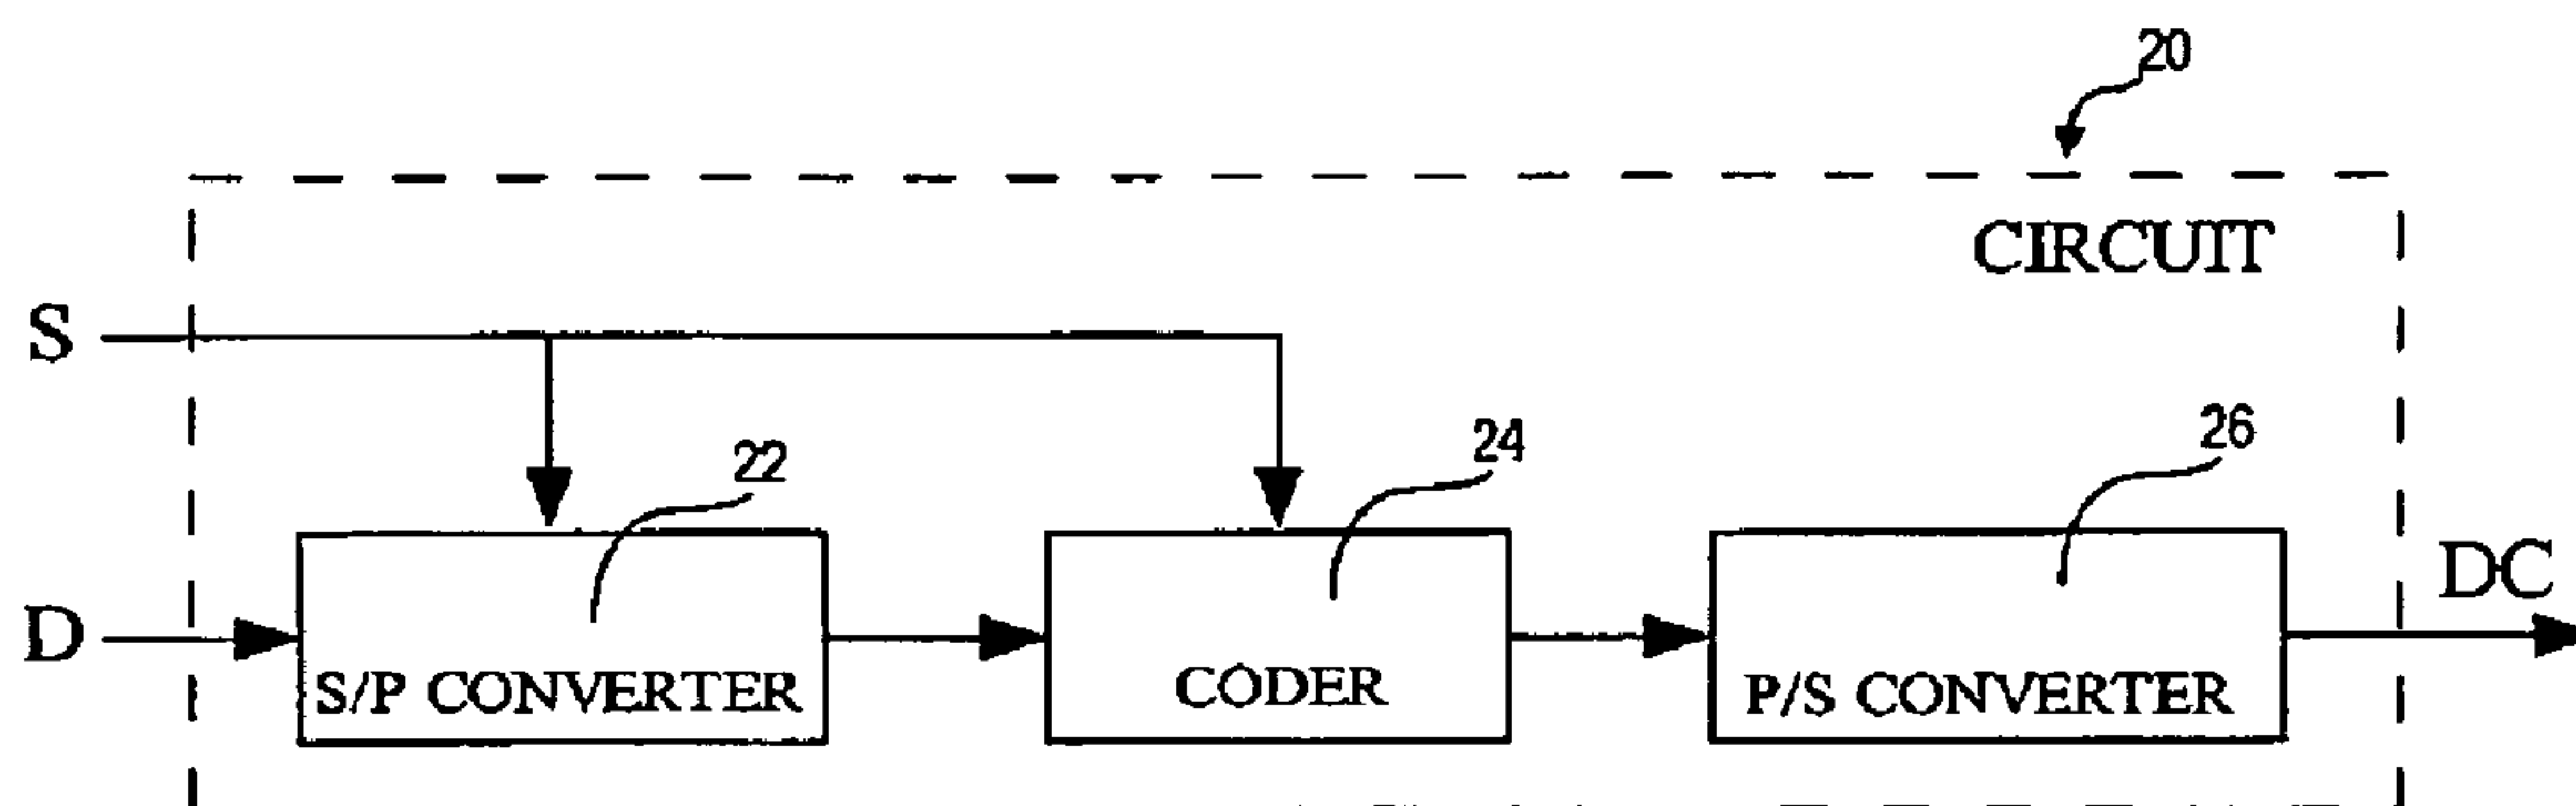 20
CIRCUIT
S
22
24
26
D
DC
S/P CONVERTER
CODER
P/S CONVERTER